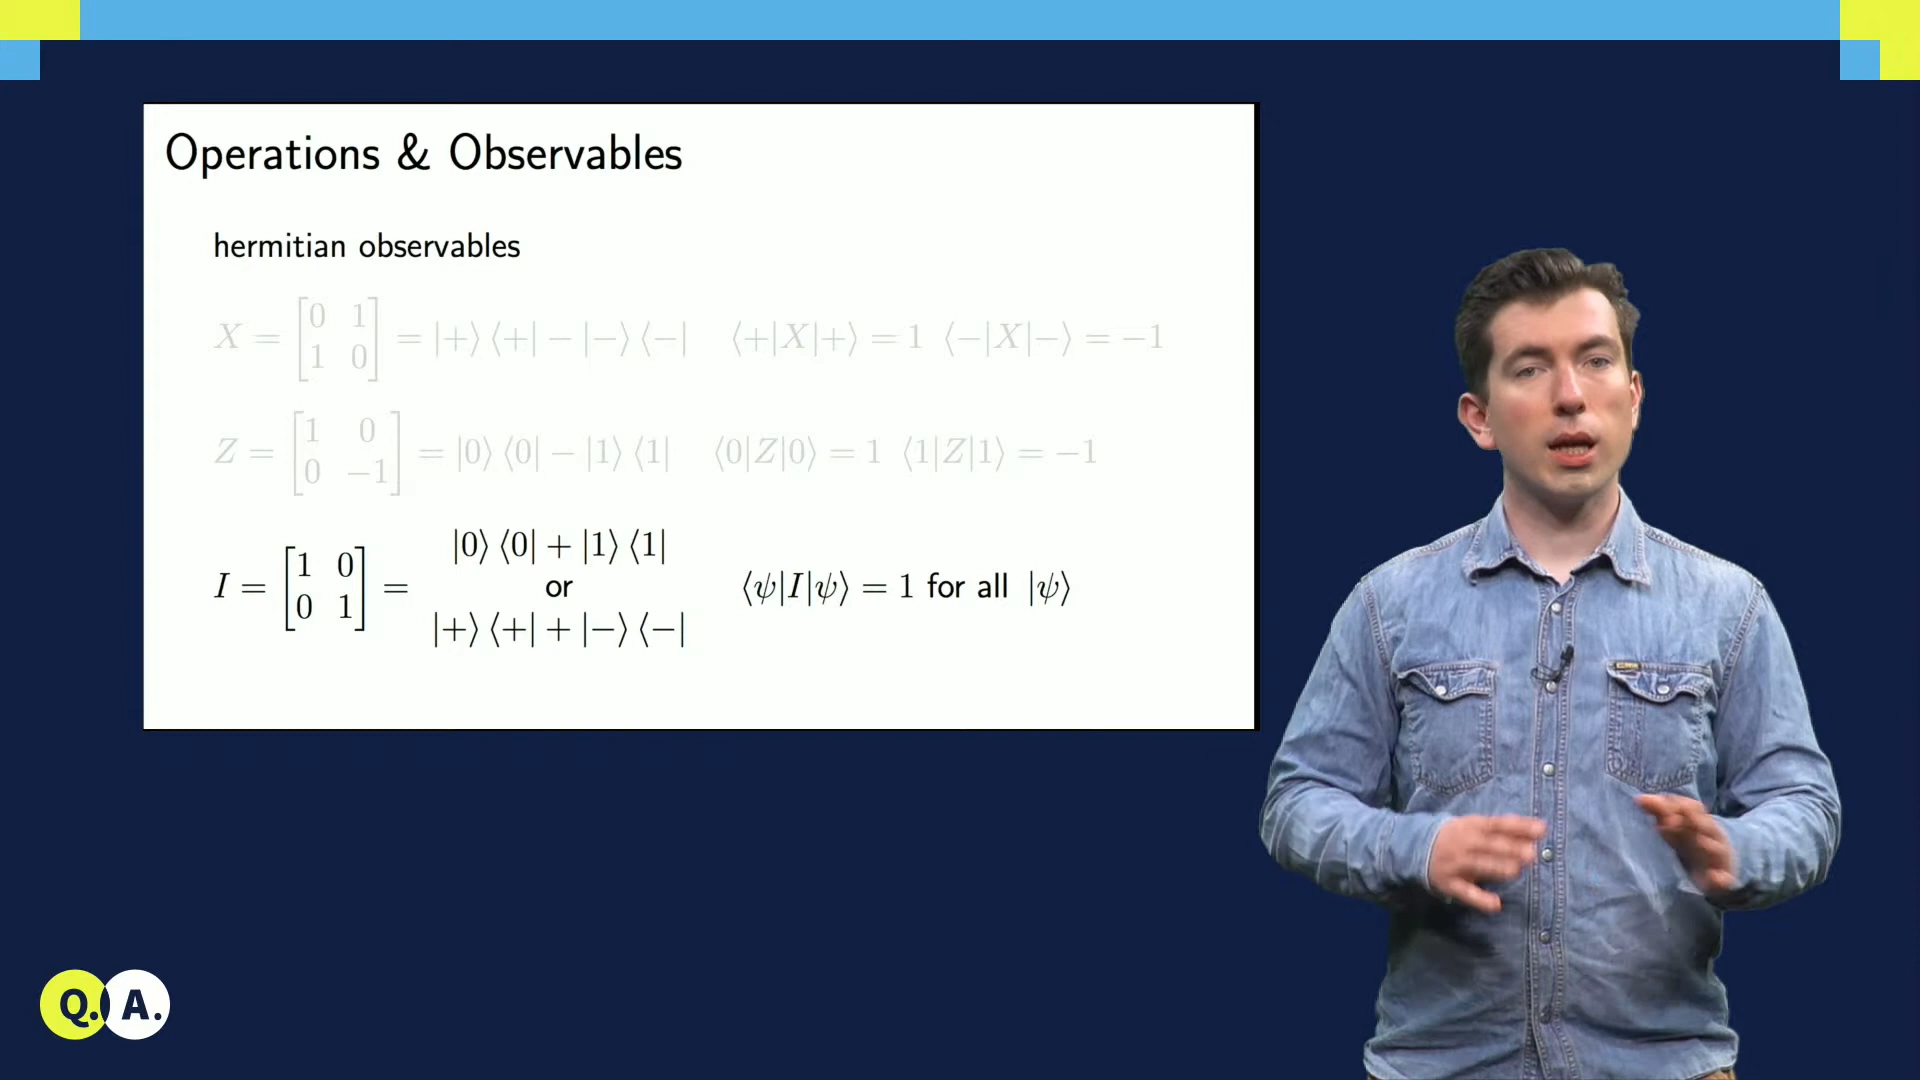 Operations & Observables
hermitian observables
X = [0 1; 1 0] = |+⟩⟨+| − |−⟩⟨−| ⟨+|X|+⟩ = 1 ⟨−|X|−⟩ = −1
Z = [1 0; 0 −1] = |0⟩⟨0| − |1⟩⟨1| ⟨0|Z|0⟩ = 1 ⟨1|Z|1⟩ = −1
I = [1 0; 0 1] = |0⟩⟨0| + |1⟩⟨1| or |+⟩⟨+| + |−⟩⟨−| ⟨ψ|I|ψ⟩ = 1 for all |ψ⟩
Q. A.